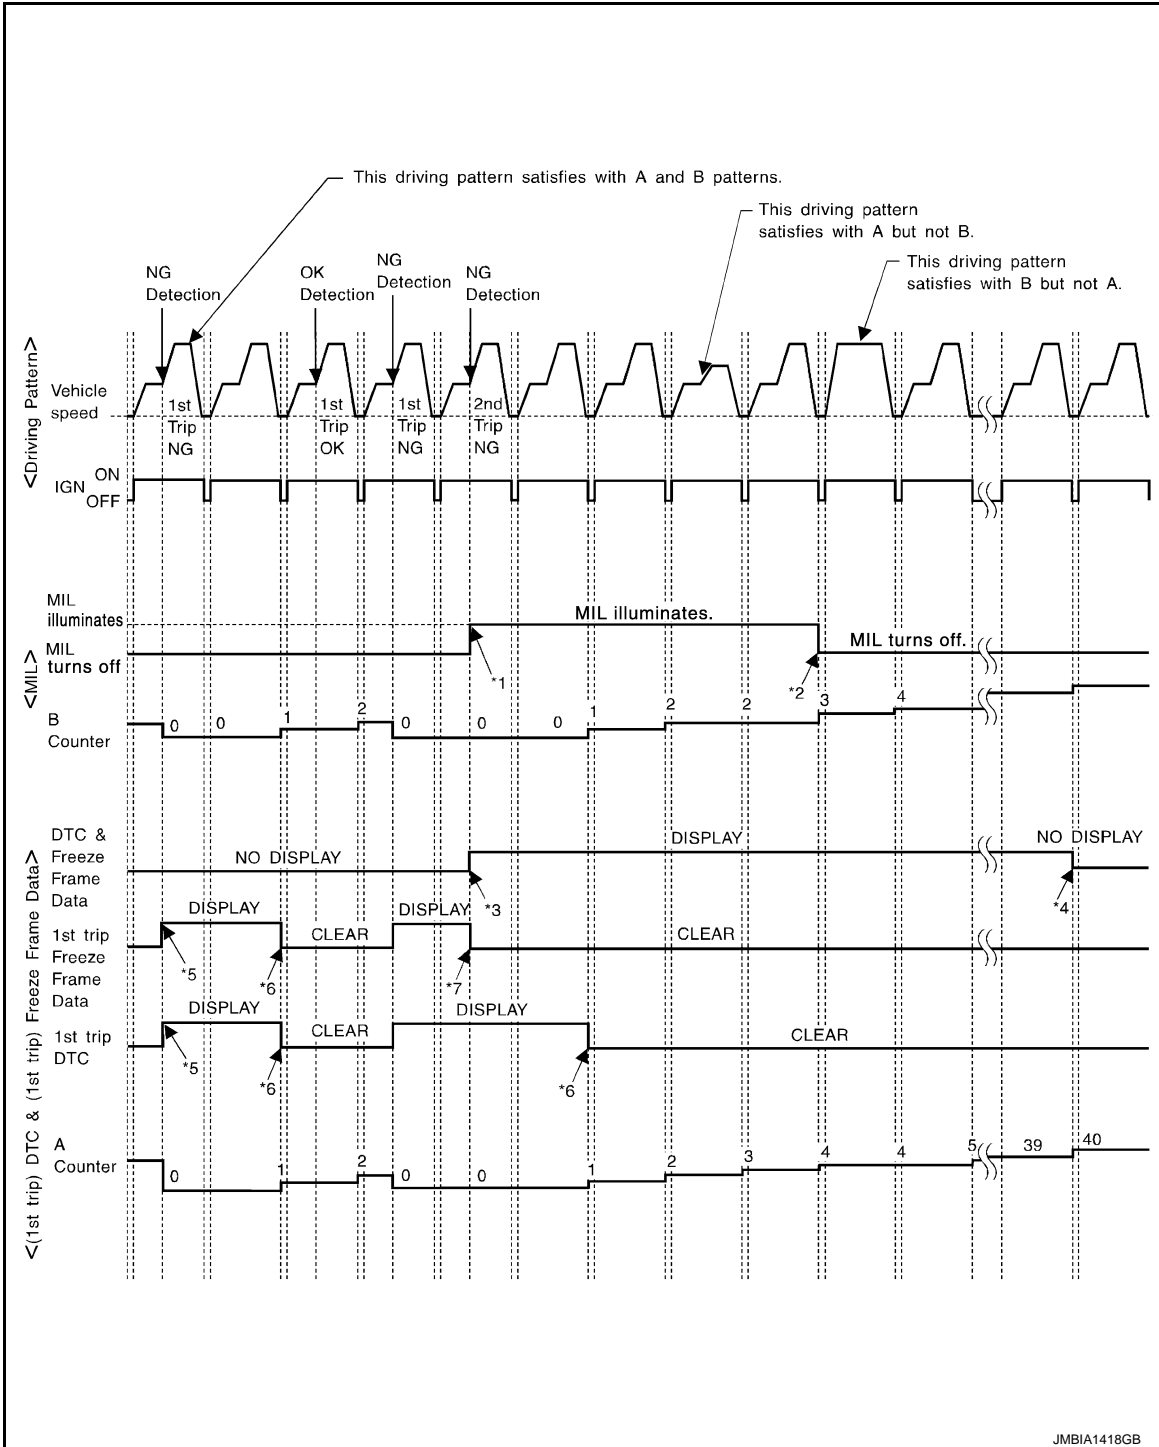 This driving pattern satisfies with A and B patterns.
This driving pattern
satisfies with A but not B.
This driving pattern
satisfies with B but not A.
NG
Detection
OK
Detection
NG
Detection
NG
Detection
<Driving Pattern>
Vehicle
speed
1st
Trip
NG
1st
Trip
OK
1st
Trip
NG
2nd
Trip
NG
IGN
ON
OFF
<MIL>
MIL
illuminates
MIL illuminates.
MIL
turns off
MIL turns off.
*1
*2
B
Counter
0 0 1 2 0 0 0 1 2 2 3 4
<(1st trip) DTC & (1st trip) Freeze Frame Data>
DTC &
Freeze
Frame
Data
NO DISPLAY
DISPLAY
NO DISPLAY
*3
*4
1st trip
Freeze
Frame
Data
DISPLAY
CLEAR
DISPLAY
CLEAR
*5
*6
*7
1st trip
DTC
DISPLAY
CLEAR
DISPLAY
CLEAR
*5
*6
*6
A
Counter
0 1 2 0 0 1 2 3 4 4 5 39 40
JMBIA1418GB